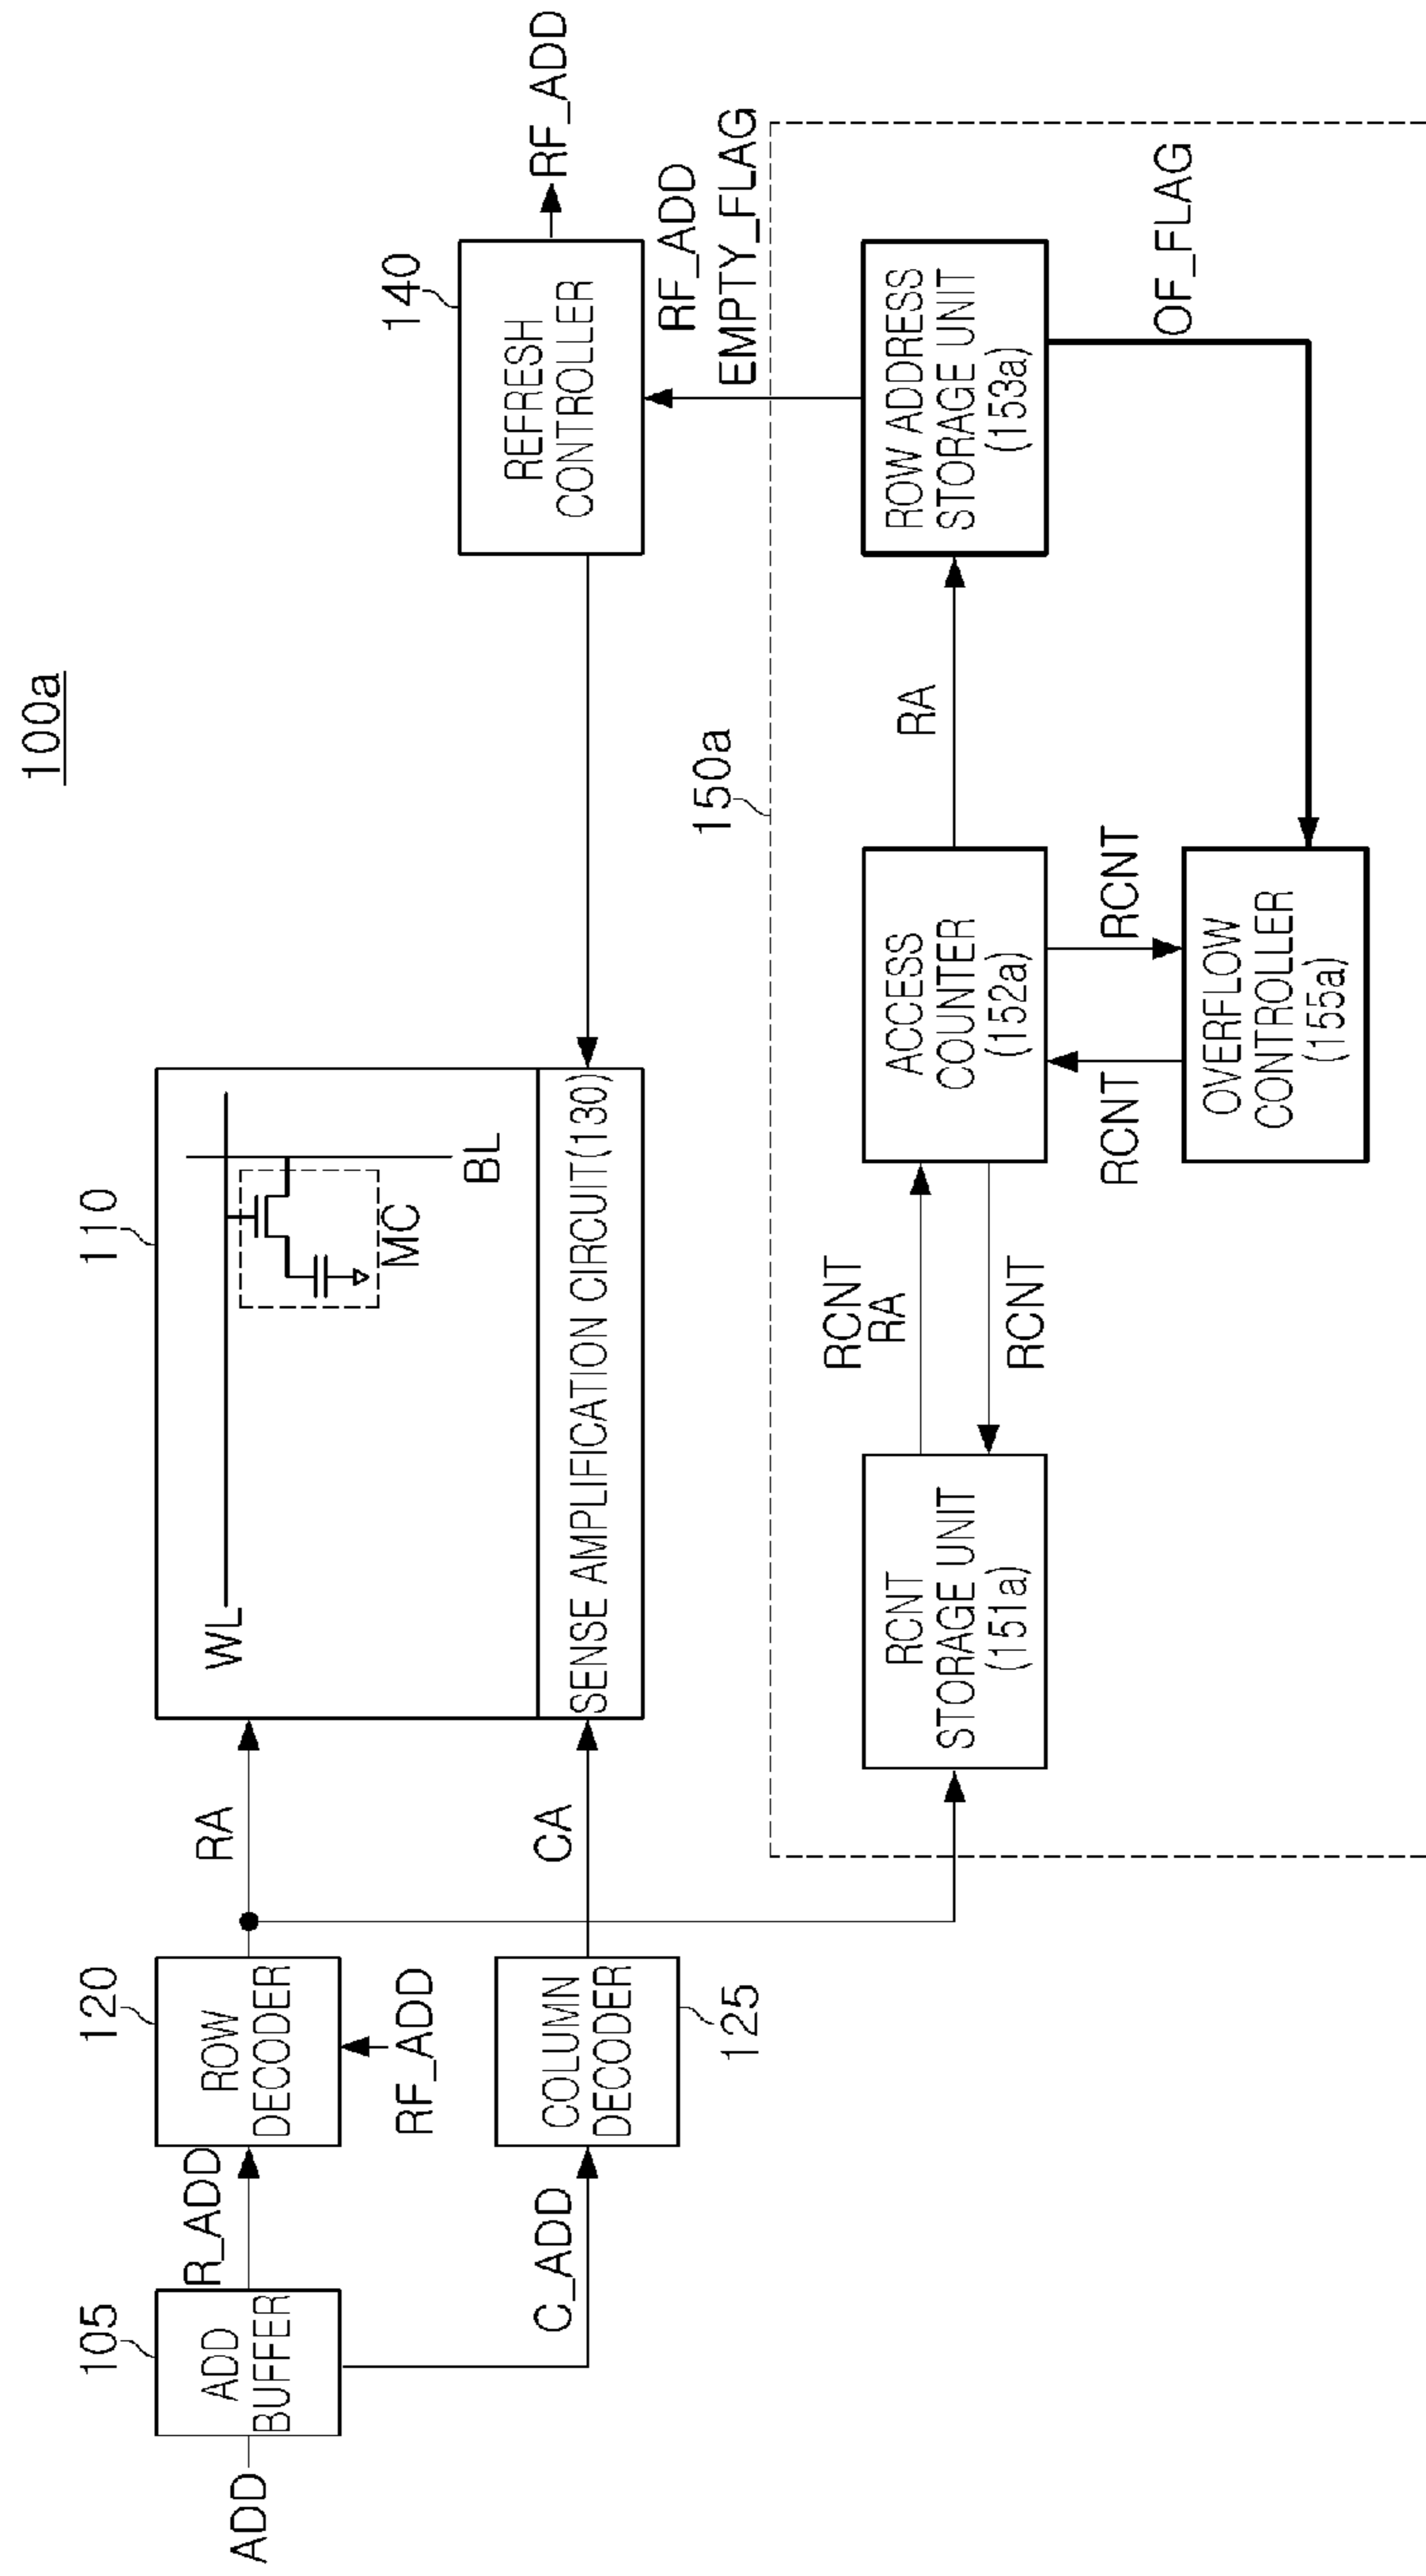 100a
ADD
105
ADD
BUFFER
R_ADD
C_ADD
120
ROW
DECODER
RF_ADD
COLUMN
DECODER
125
RA
CA
110
WL
MC
BL
SENSE AMPLIFICATION CIRCUIT(130)
140
REFRESH
CONTROLLER
RF_ADD
RF_ADD
EMPTY_FLAG
150a
RCNT
STORAGE UNIT
(151a)
RCNT
RA
RCNT
ACCESS
COUNTER
(152a)
RA
ROW ADDRESS
STORAGE UNIT
(153a)
RCNT
RCNT
OVERFLOW
CONTROLLER
(155a)
OF_FLAG